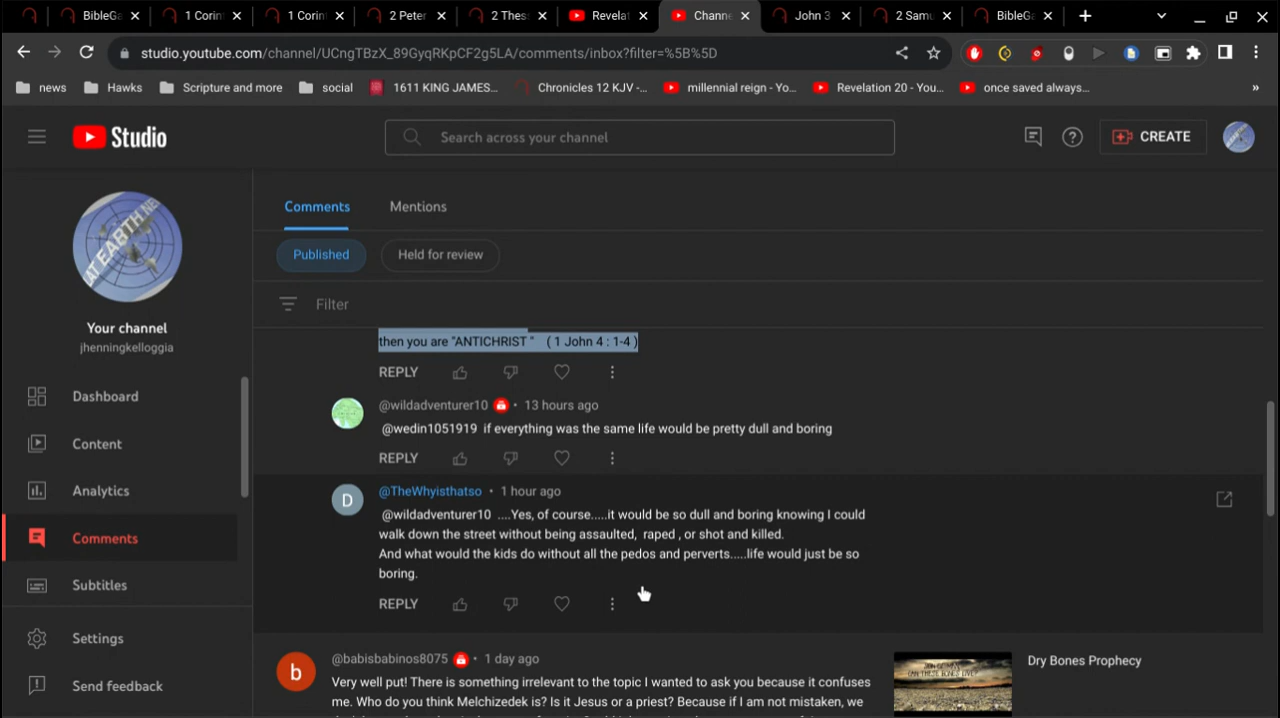 BibleGa
1 Corin
1 Corin
2 Peter
2 Thes
Revelat
Channe
John 3
2 Samu
BibleGa
studio.youtube.com/channel/UCngTBzX_89GyqRKpCF2g5LA/comments/inbox?filter=%5B%5D
news
Hawks
Scripture and more
social
1611 KING JAMES...
Chronicles 12 KJV -...
millennial reign - Yo...
Revelation 20 - You...
once saved always...
»
Studio
Search across your channel
CREATE
LAT EARTH.NE
Your channel
jhenningkelloggia
Dashboard
Content
Analytics
Comments
Subtitles
Settings
Send feedback
Comments
Mentions
Published
Held for review
Filter
then you are "ANTICHRIST " ( 1 John 4 : 1-4 )
REPLY
@wildadventurer10 • 13 hours ago
@wedin1051919 if everything was the same life would be pretty dull and boring
REPLY
D
@TheWhyisthatso • 1 hour ago
@wildadventurer10 ....Yes, of course.....it would be so dull and boring knowing I could
walk down the street without being assaulted, raped , or shot and killed.
And what would the kids do without all the pedos and perverts.....life would just be so
boring.
REPLY
b
@babisbabinos8075 • 1 day ago
Very well put! There is something irrelevant to the topic I wanted to ask you because it confuses
me. Who do you think Melchizedek is? Is it Jesus or a priest? Because if I am not mistaken, we
Dry Bones Prophecy